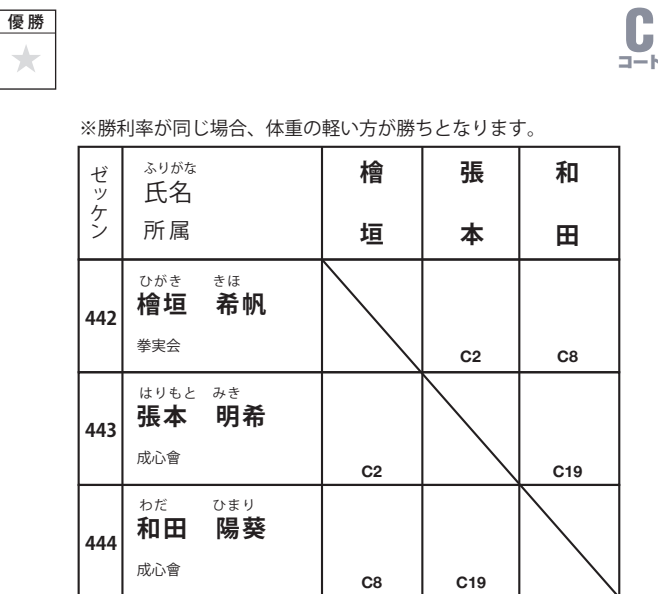 優勝
★
C
コート
※勝利率が同じ場合、体重の軽い方が勝ちとなります。
ゼッケン
ふりがな
氏名
所属
檜垣
張本
和田
442
ひがき きほ
檜垣 希帆
拳実会
C2
C8
443
はりもと みき
張本 明希
成心會
C2
C19
444
わだ ひまり
和田 陽葵
成心會
C8
C19